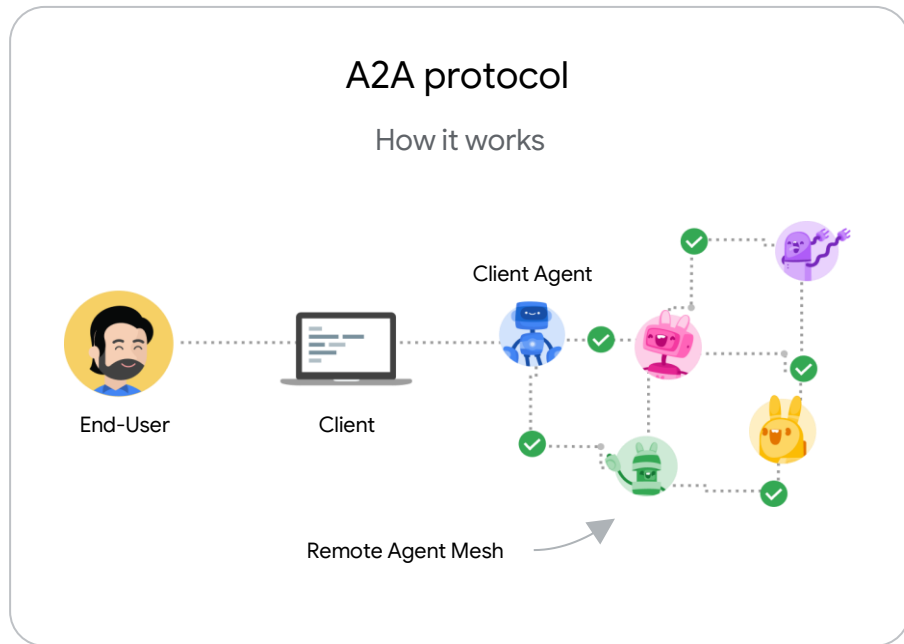 A2A protocol
How it works
Client Agent
End-User
Client
Remote Agent Mesh